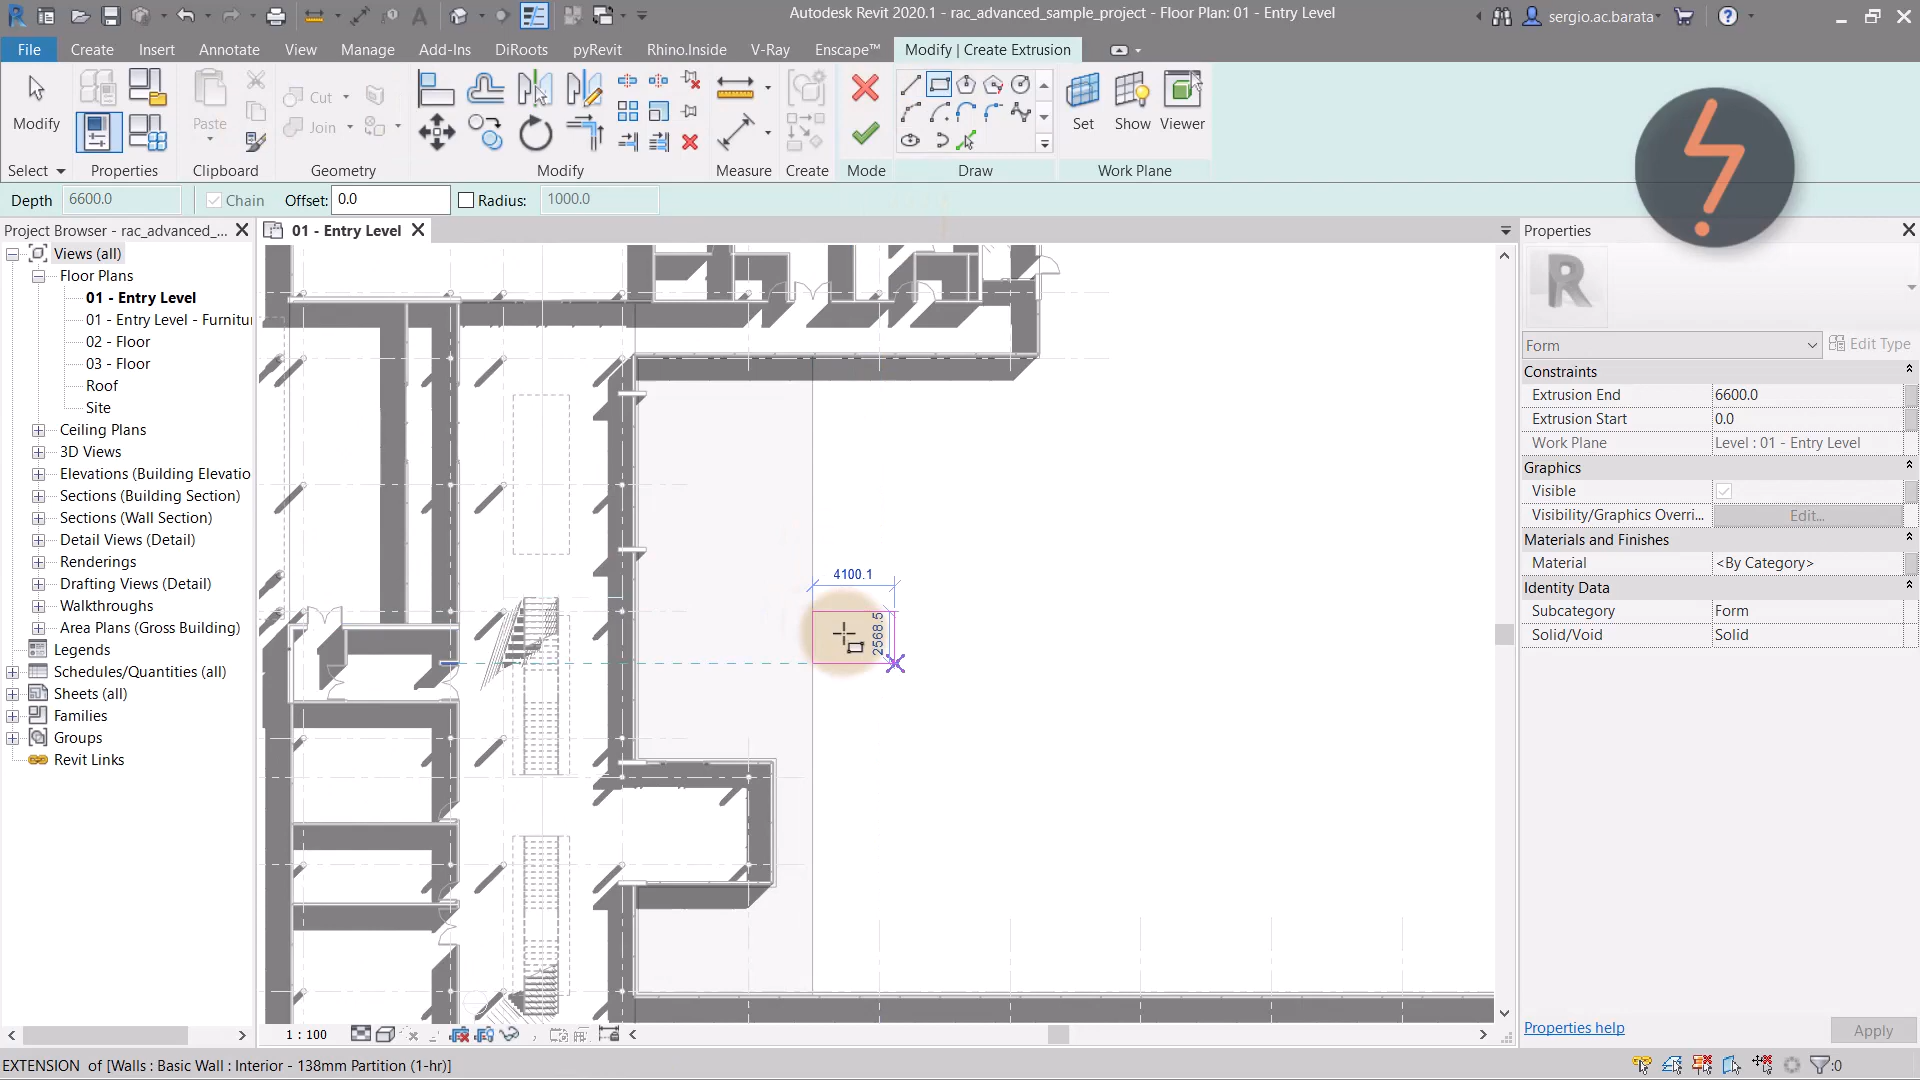 Autodesk Revit 2020.1 - rac_advanced_sample_project - Floor Plan: 01 - Entry Level
sergio.ac.barata
File Create Insert Annotate View Manage Add-Ins DiRoots pyRevit Rhino.Inside V-Ray Enscape™ Modify | Create Extrusion
Modify
Paste
Cut
Join
Set Show Viewer
Select Properties Clipboard Geometry Modify Measure Create Mode Draw Work Plane
Depth 6600.0 Chain Offset: 0.0 Radius: 1000.0
Project Browser - rac_advanced_...
01 - Entry Level
Views (all)
Floor Plans
01 - Entry Level
01 - Entry Level - Furnitur
02 - Floor
03 - Floor
Roof
Site
Ceiling Plans
3D Views
Elevations (Building Elevatio
Sections (Building Section)
Sections (Wall Section)
Detail Views (Detail)
Renderings
Drafting Views (Detail)
Walkthroughs
Area Plans (Gross Building)
Legends
Schedules/Quantities (all)
Sheets (all)
Families
Groups
Revit Links
4100.1
2568.5
Properties
Form
Edit Type
Constraints
Extrusion End 6600.0
Extrusion Start 0.0
Work Plane Level : 01 - Entry Level
Graphics
Visible
Visibility/Graphics Overri... Edit...
Materials and Finishes
Material <By Category>
Identity Data
Subcategory Form
Solid/Void Solid
Properties help
Apply
1 : 100
EXTENSION of [Walls : Basic Wall : Interior - 138mm Partition (1-hr)]
:0